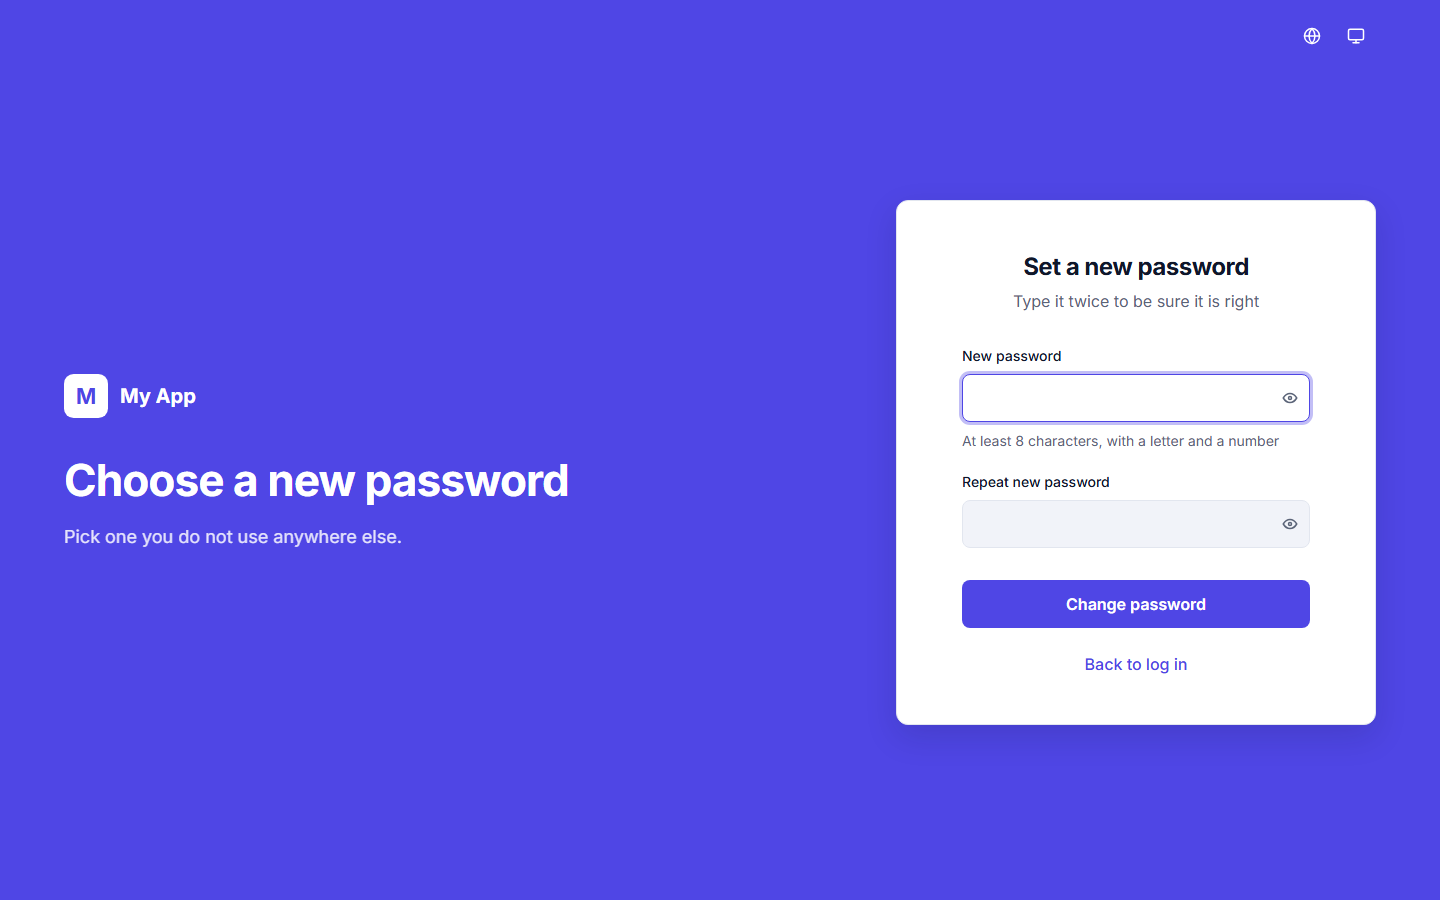 M
My App
Choose a new password
Pick one you do not use anywhere else.
Set a new password
Type it twice to be sure it is right
New password
At least 8 characters, with a letter and a number
Repeat new password
Change password
Back to log in